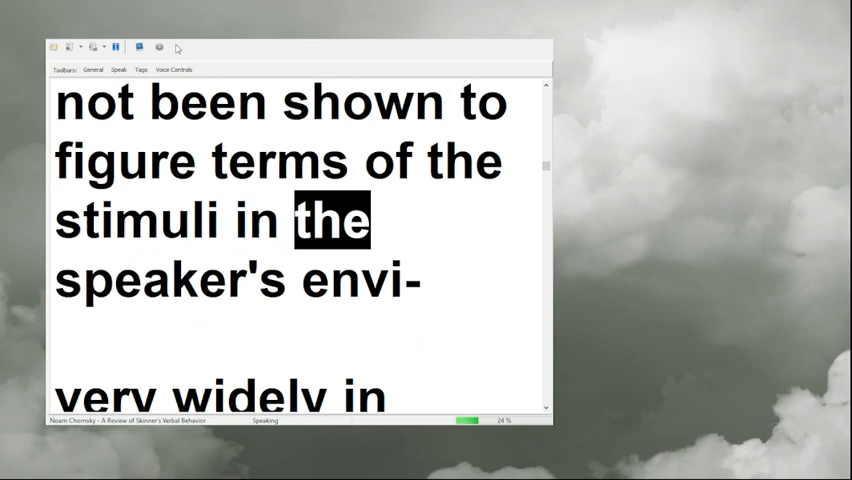 Toolbars: General Speak Tags Voice Controls
not been shown to
figure terms of the
stimuli in the
speaker's envi-
very widely in
Noam Chomsky - A Review of Skinner's Verbal Behavior Speaking 24 %